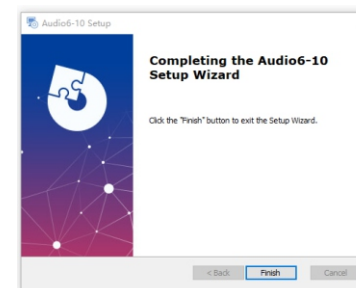 Audio6-10 Setup
Completing the Audio6-10
Setup Wizard
Click the "Finish" button to exit the Setup Wizard.
< Back
Finish
Cancel